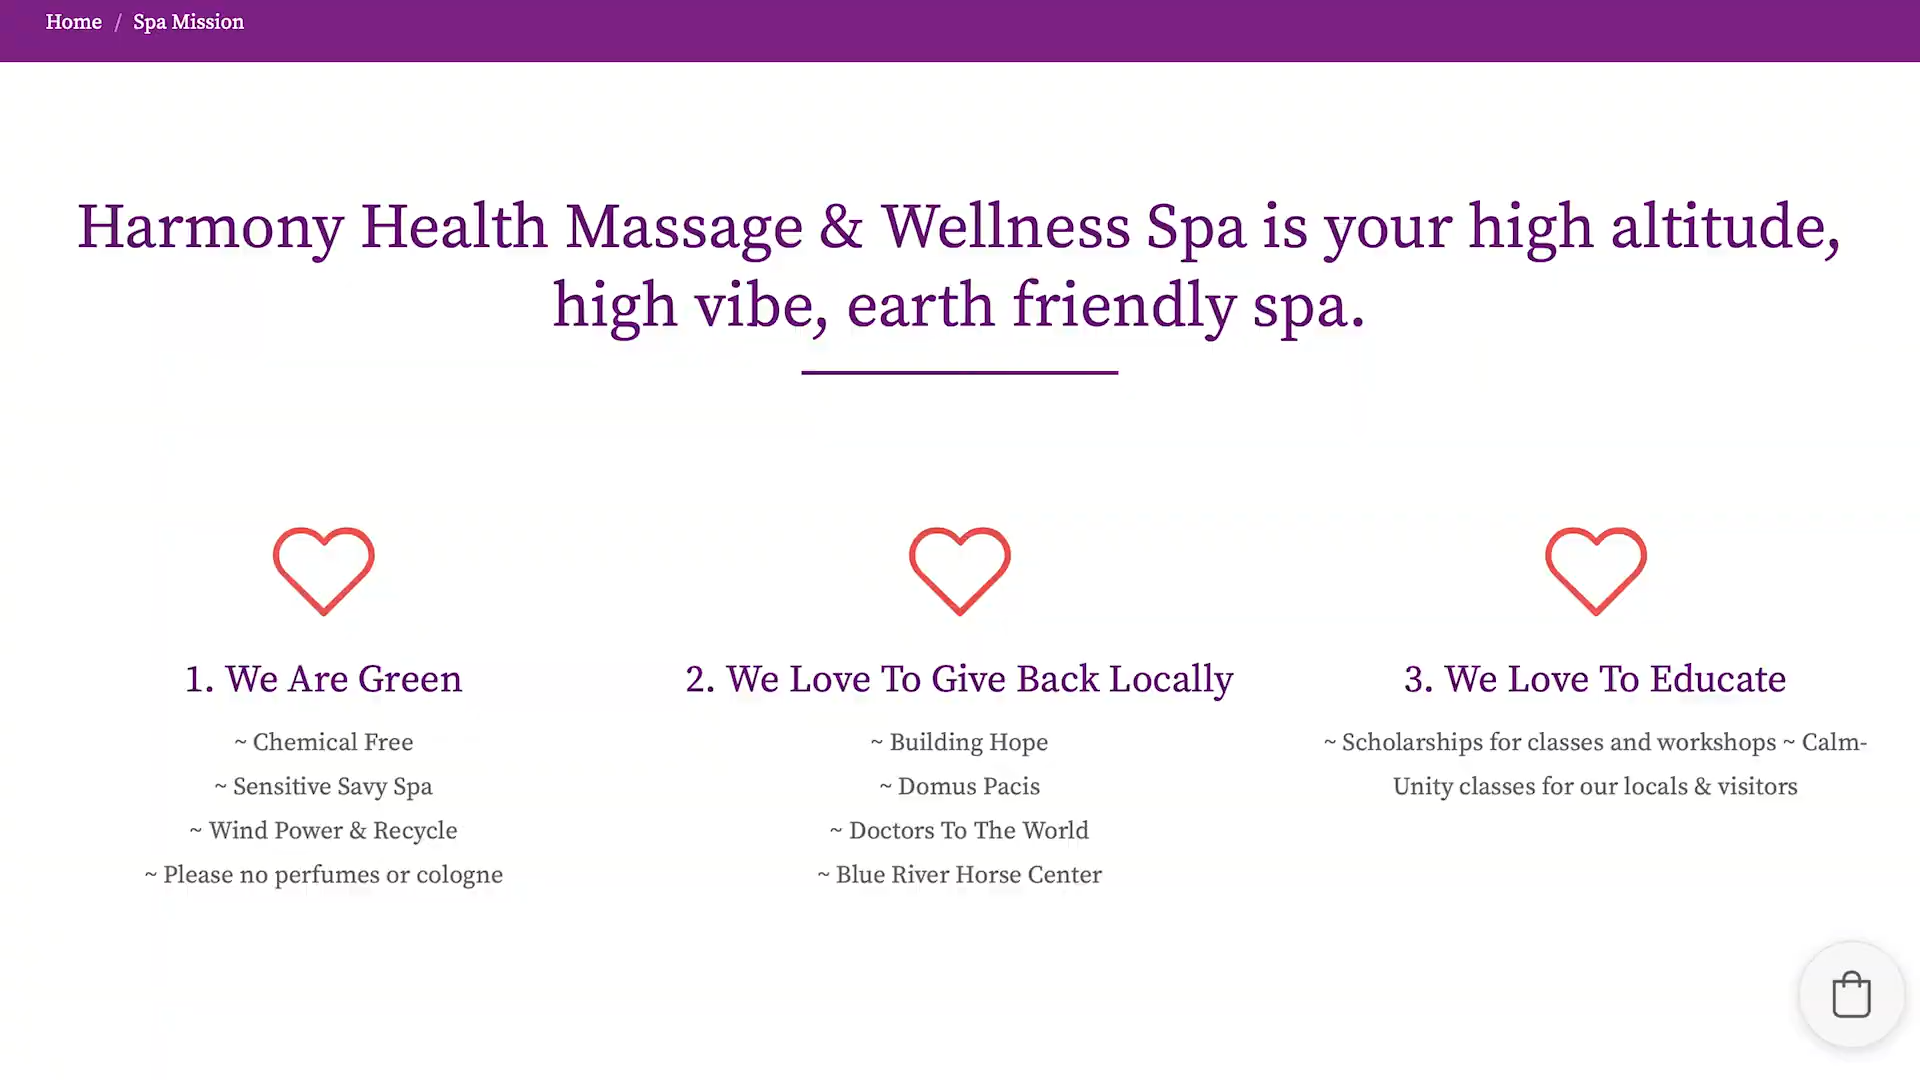 Home / Spa Mission
Harmony Health Massage & Wellness Spa is your high altitude,
high vibe, earth friendly spa.
1. We Are Green
~ Chemical Free
~ Sensitive Savy Spa
~ Wind Power & Recycle
~ Please no perfumes or cologne
2. We Love To Give Back Locally
~ Building Hope
~ Domus Pacis
~ Doctors To The World
~ Blue River Horse Center
3. We Love To Educate
~ Scholarships for classes and workshops ~ Calm-
Unity classes for our locals & visitors